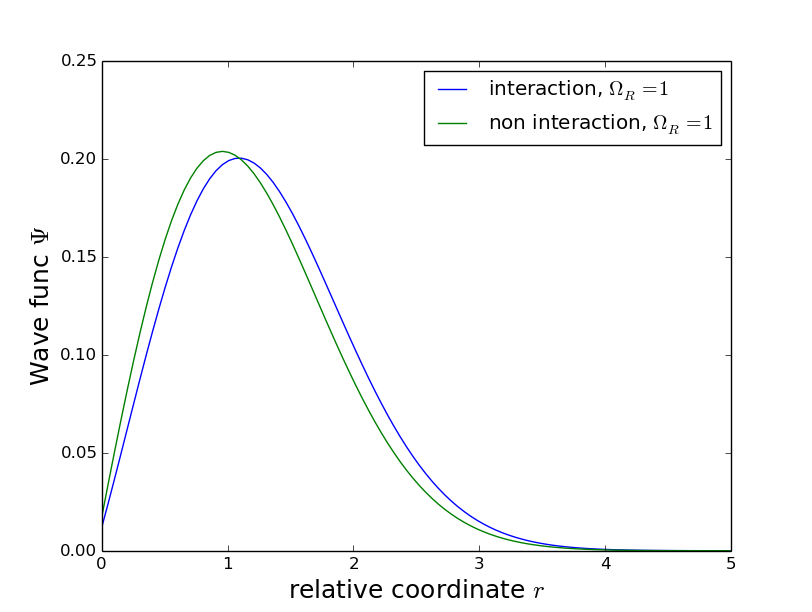 0.25
0.20
0.15
0.10
0.05
0.00
Wave func Ψ
interaction, Ω_R = 1
non interaction, Ω_R = 1
0 1 2 3 4 5
relative coordinate r